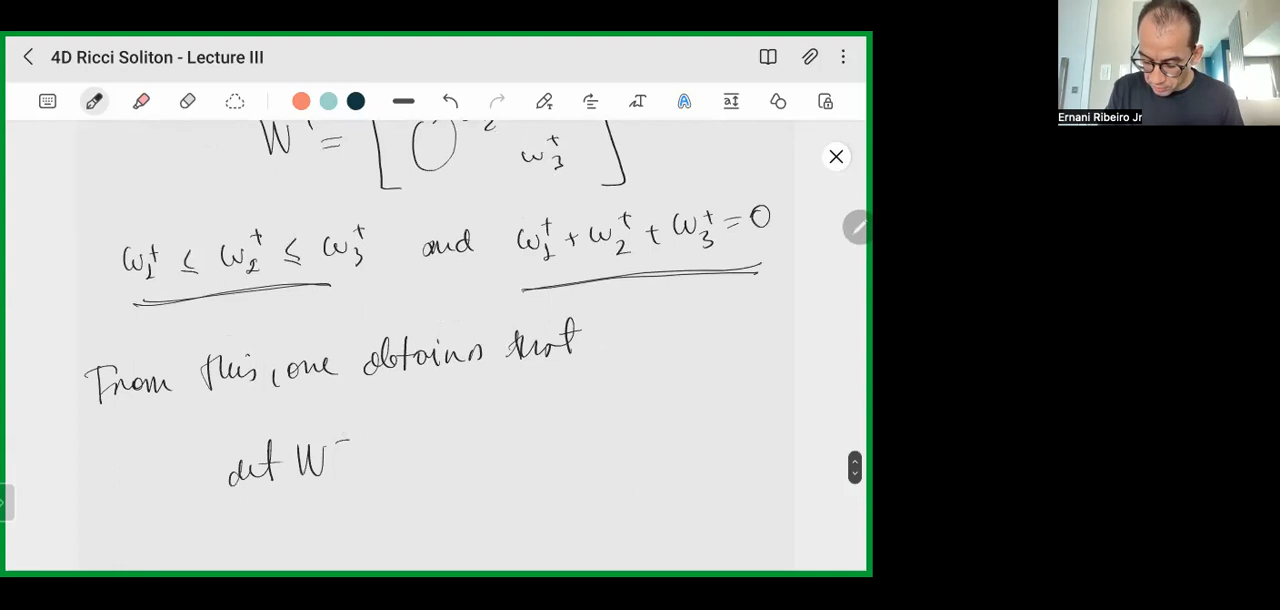 4D Ricci Soliton - Lecture III
Ernani Ribeiro Jr
W⁺ = [ 0 ₂ ω₃⁺ ]
ω₁⁺ ≤ ω₂⁺ ≤ ω₃⁺ and ω₁⁺ + ω₂⁺ + ω₃⁺ = 0
From this, one obtains that
det W